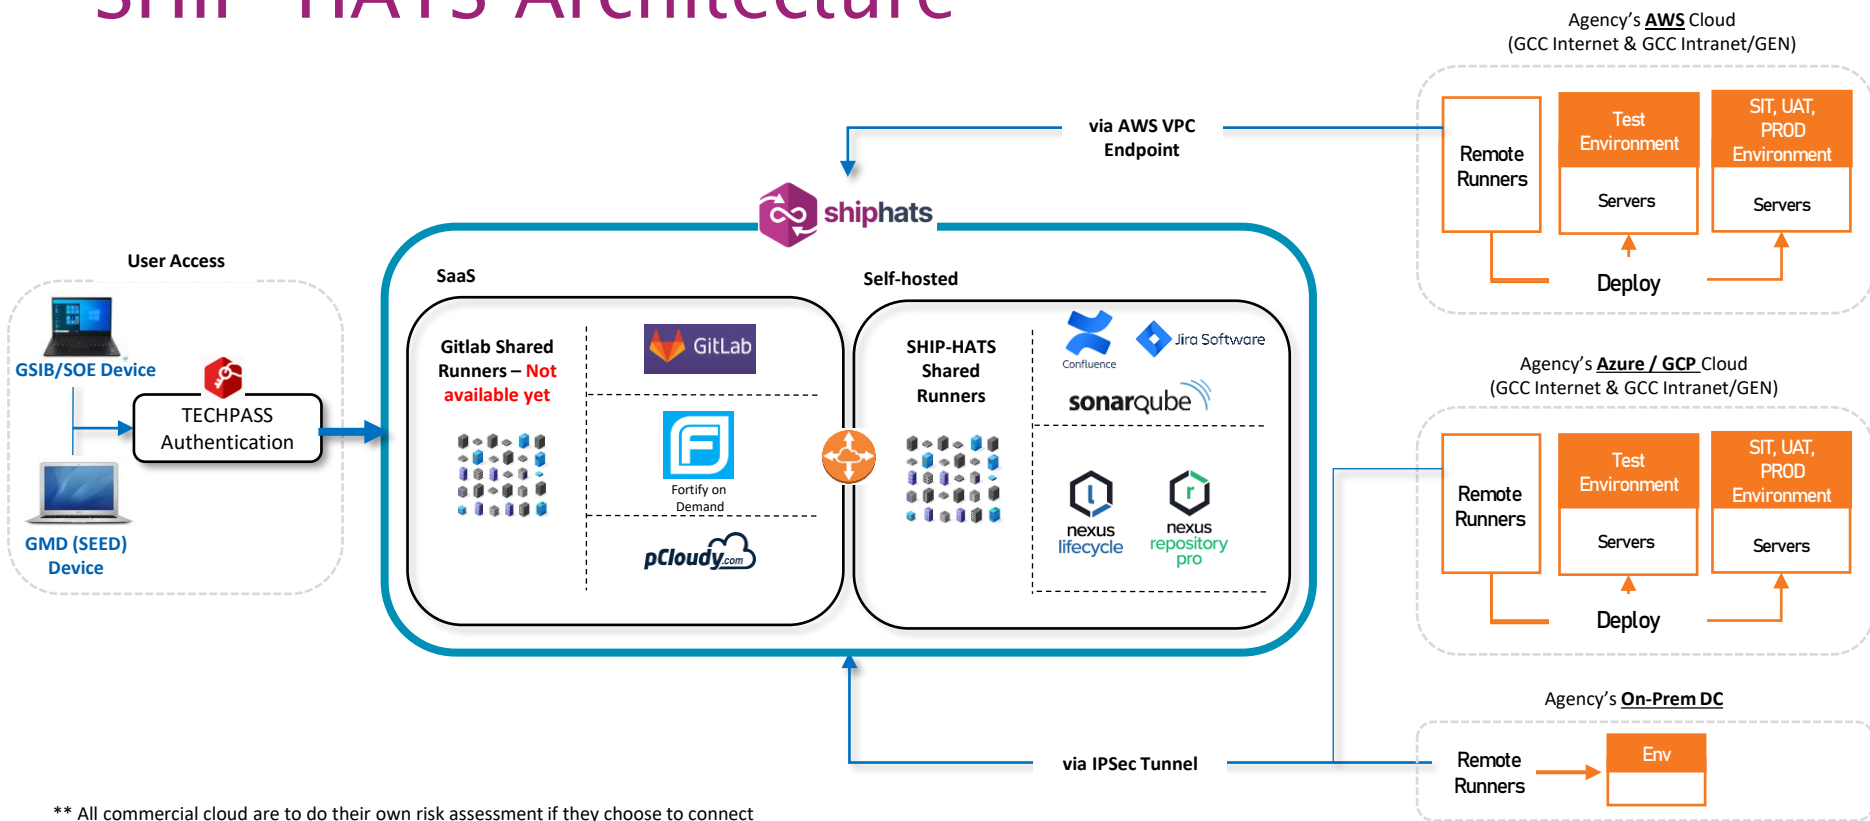 SHIP-HATS Architecture
Agency's AWS Cloud
(GCC Internet & GCC Intranet/GEN)
Remote
Runners
Test
Environment
Servers
SIT, UAT,
PROD
Environment
Servers
Deploy
via AWS VPC
Endpoint
shiphats
User Access
GSIB/SOE Device
TECHPASS
Authentication
GMD (SEED)
Device
SaaS
Gitlab Shared
Runners – Not
available yet
GitLab
Fortify on
Demand
pCloudy.com
Self-hosted
SHIP-HATS
Shared
Runners
Confluence
Jira Software
sonarqube
nexus
lifecycle
nexus
repository
pro
Agency's Azure / GCP Cloud
(GCC Internet & GCC Intranet/GEN)
Remote
Runners
Test
Environment
Servers
SIT, UAT,
PROD
Environment
Servers
Deploy
Agency's On-Prem DC
via IPSec Tunnel
Remote
Runners
Env
** All commercial cloud are to do their own risk assessment if they choose to connect